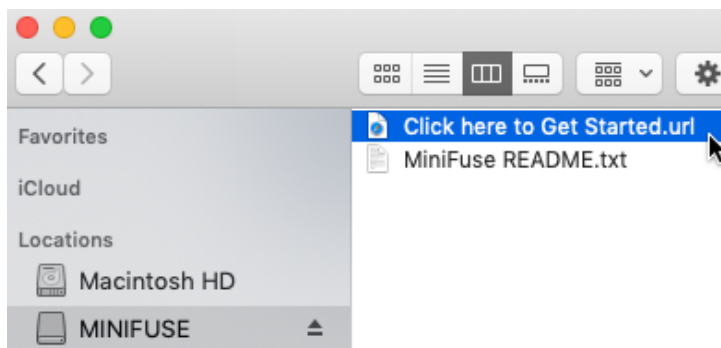 Click here to Get Started.url
MiniFuse README.txt
Favorites
iCloud
Locations
Macintosh HD
MINIFUSE